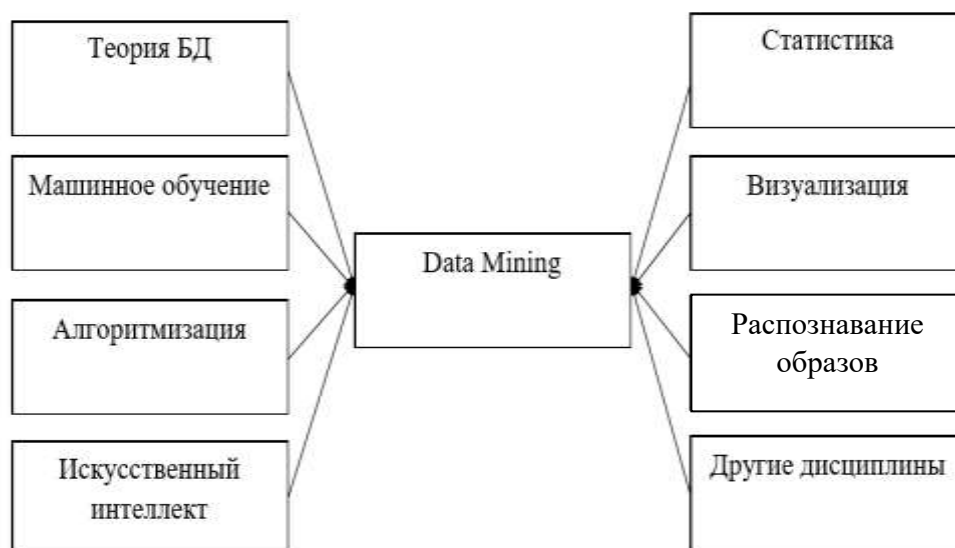 Теория БД
Машинное обучение
Алгоритмизация
Искусственный
интеллект
Data Mining
Статистика
Визуализация
Распознавание
образов
Другие дисциплины